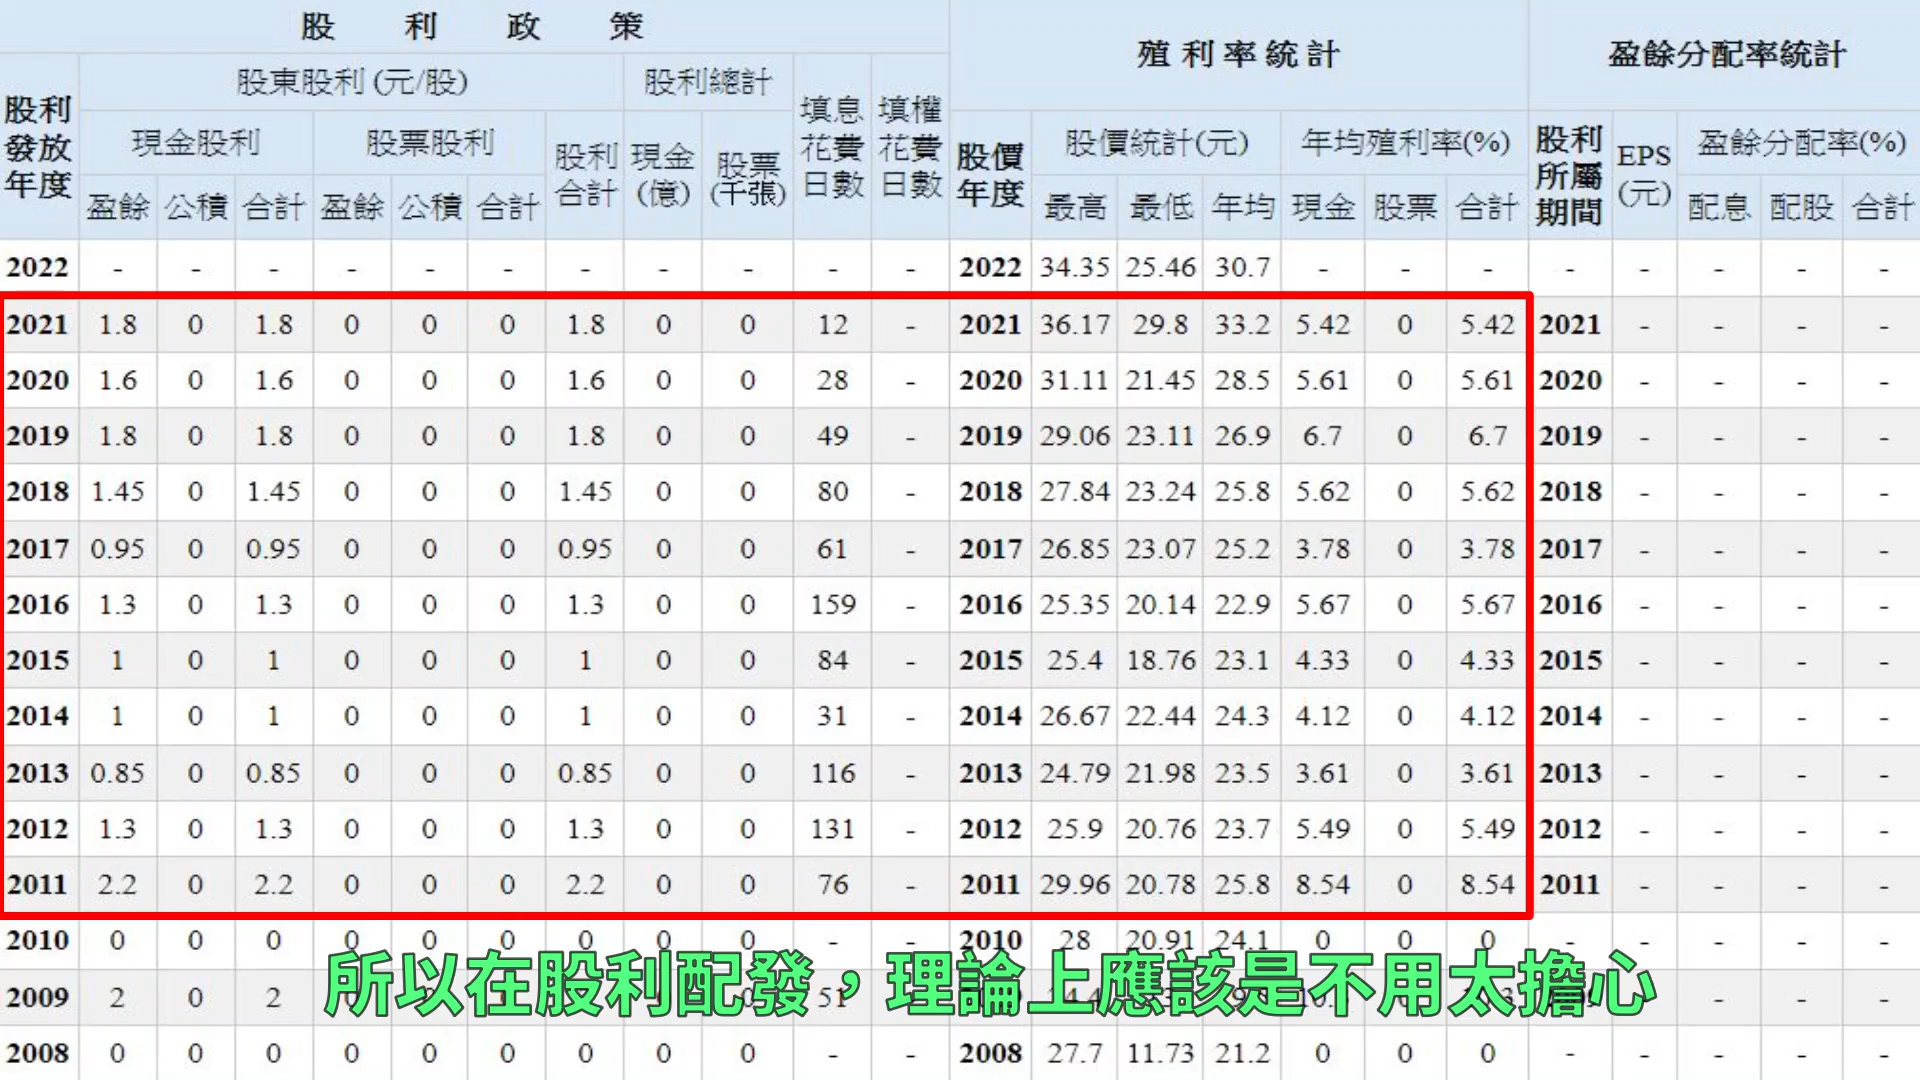 股 利 政 策 殖 利 率 統 計 盈餘分配率統計
股利發放年度 股東股利 (元/股) 股利總計 填息花費日數 填權花費日數 股價年度 股價統計(元) 年均殖利率(%) 股利所屬期間 EPS(元) 盈餘分配率(%)
現金股利 股票股利 股利合計 現金(億) 股票(千張)
盈餘 公積 合計 盈餘 公積 合計 最高 最低 年均 現金 股票 合計 配息 配股 合計
2022 - - - - - - - - - - - 2022 34.35 25.46 30.7 - - - - - - - -
2021 1.8 0 1.8 0 0 0 1.8 0 0 12 - 2021 36.17 29.8 33.2 5.42 0 5.42 2021 - - - -
2020 1.6 0 1.6 0 0 0 1.6 0 0 28 - 2020 31.11 21.45 28.5 5.61 0 5.61 2020 - - - -
2019 1.8 0 1.8 0 0 0 1.8 0 0 49 - 2019 29.06 23.11 26.9 6.7 0 6.7 2019 - - - -
2018 1.45 0 1.45 0 0 0 1.45 0 0 80 - 2018 27.84 23.24 25.8 5.62 0 5.62 2018 - - - -
2017 0.95 0 0.95 0 0 0 0.95 0 0 61 - 2017 26.85 23.07 25.2 3.78 0 3.78 2017 - - - -
2016 1.3 0 1.3 0 0 0 1.3 0 0 159 - 2016 25.35 20.14 22.9 5.67 0 5.67 2016 - - - -
2015 1 0 1 0 0 0 1 0 0 84 - 2015 25.4 18.76 23.1 4.33 0 4.33 2015 - - - -
2014 1 0 1 0 0 0 1 0 0 31 - 2014 26.67 22.44 24.3 4.12 0 4.12 2014 - - - -
2013 0.85 0 0.85 0 0 0 0.85 0 0 116 - 2013 24.79 21.98 23.5 3.61 0 3.61 2013 - - - -
2012 1.3 0 1.3 0 0 0 1.3 0 0 131 - 2012 25.9 20.76 23.7 5.49 0 5.49 2012 - - - -
2011 2.2 0 2.2 0 0 0 2.2 0 0 76 - 2011 29.96 20.78 25.8 8.54 0 8.54 2011 - - - -
2010 0 0 0 0 0 0 0 0 0 - - 2010 28 20.91 24.1 0 0 0 - - - - -
2009 2 0 2 51 - - - -
所以在股利配發，理論上應該是不用太擔心
2008 0 0 0 0 0 0 0 0 0 - - 2008 27.7 11.73 21.2 0 0 0 - - - - -